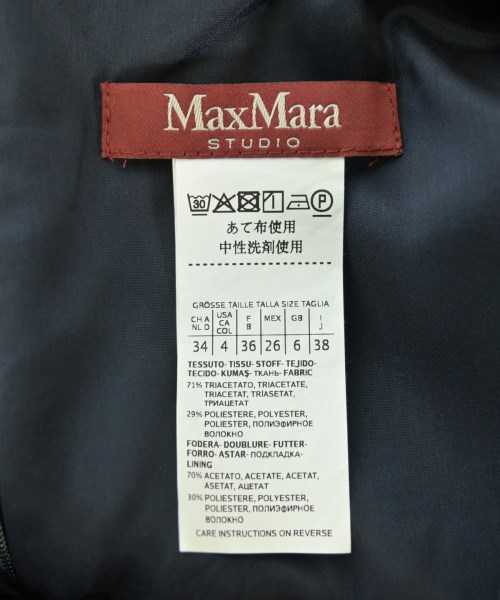 MaxMara
STUDIO
30 P
あて布使用
中性洗剤使用
GRÖSSE TAILLE TALLA SIZE TAGLIA
CH A NL D USA CA COL F B MEX GB I J
34 4 36 26 6 38
TESSUTO- TISSU- STOFF- TEJIDO-
TECIDO- KUMAŞ- ТКАНЬ- FABRIC
71% TRIACETATO, TRIACETATE,
TRIACETAT, TRİASETAT,
ТРИАЦЕТАТ
29% POLIESTERE, POLYESTER,
POLIESTER, ПОЛИЭФИРНОЕ
ВОЛОКНО
FODERA- DOUBLURE- FUTTER-
FORRO- ASTAR- ПОДКЛАДКА-
LINING
70% ACETATO, ACETATE, ACETAT,
ASETAT, АЦЕТАТ
30% POLIESTERE, POLYESTER,
POLIESTER, ПОЛИЭФИРНОЕ
ВОЛОКНО
CARE INSTRUCTIONS ON REVERSE